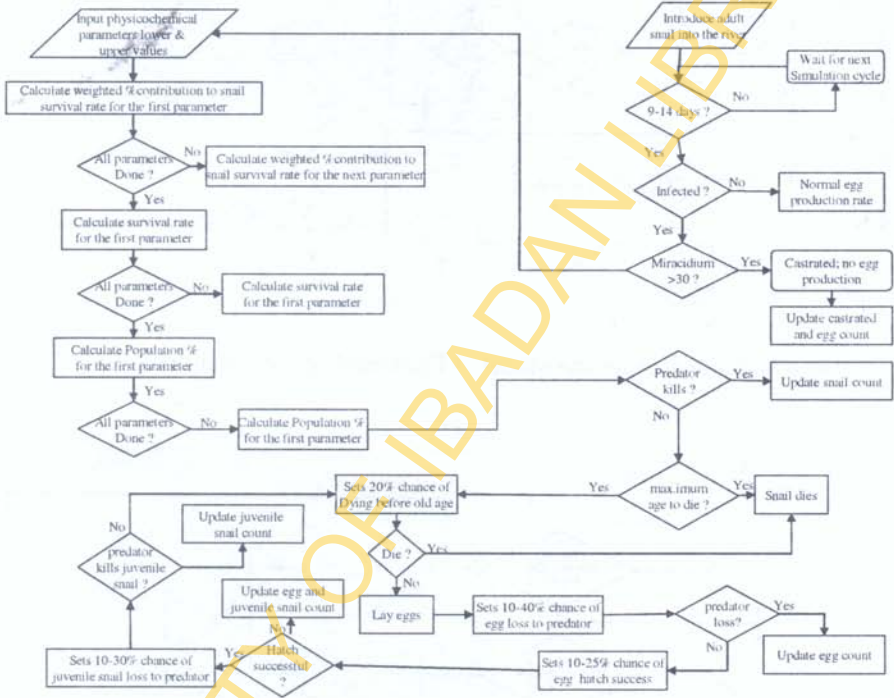 Input physicochemical
parameters lower &
upper values
Introduce adult
snail into the river
Wait for next
Simulation cycle
Calculate weighted % contribution to snail
survival rate for the first parameter
9-14 days ?
No
Yes
All parameters
Done ?
No
Calculate weighted % contribution to
snail survival rate for the next parameter
Yes
Infected ?
No
Normal egg
production rate
Yes
Calculate survival rate
for the first parameter
Miracidium
>30 ?
Yes
Castrated; no egg
production
All parameters
Done ?
No
Calculate survival rate
for the first parameter
Yes
Update castrated
and egg count
Calculate Population %
for the first parameter
Yes
Predator
kills ?
Yes
Update snail count
No
All parameters
Done ?
No
Calculate Population %
for the first parameter
Sets 20% chance of
Dying before old age
Yes
maximum
age to die ?
Yes
Snail dies
No
Update juvenile
snail count
predator
kills juvenile
snail ?
Die ?
Yes
No
Update egg and
juvenile snail count
Lay eggs
Sets 10-40% chance of
egg loss to predator
predator
loss?
Yes
Update egg count
No
No
Hatch
successful
?
Yes
Sets 10-30% chance of
juvenile snail loss to predator
Sets 10-25% chance of
egg hatch success
UNIVERSITY OF IBADAN LIBRA